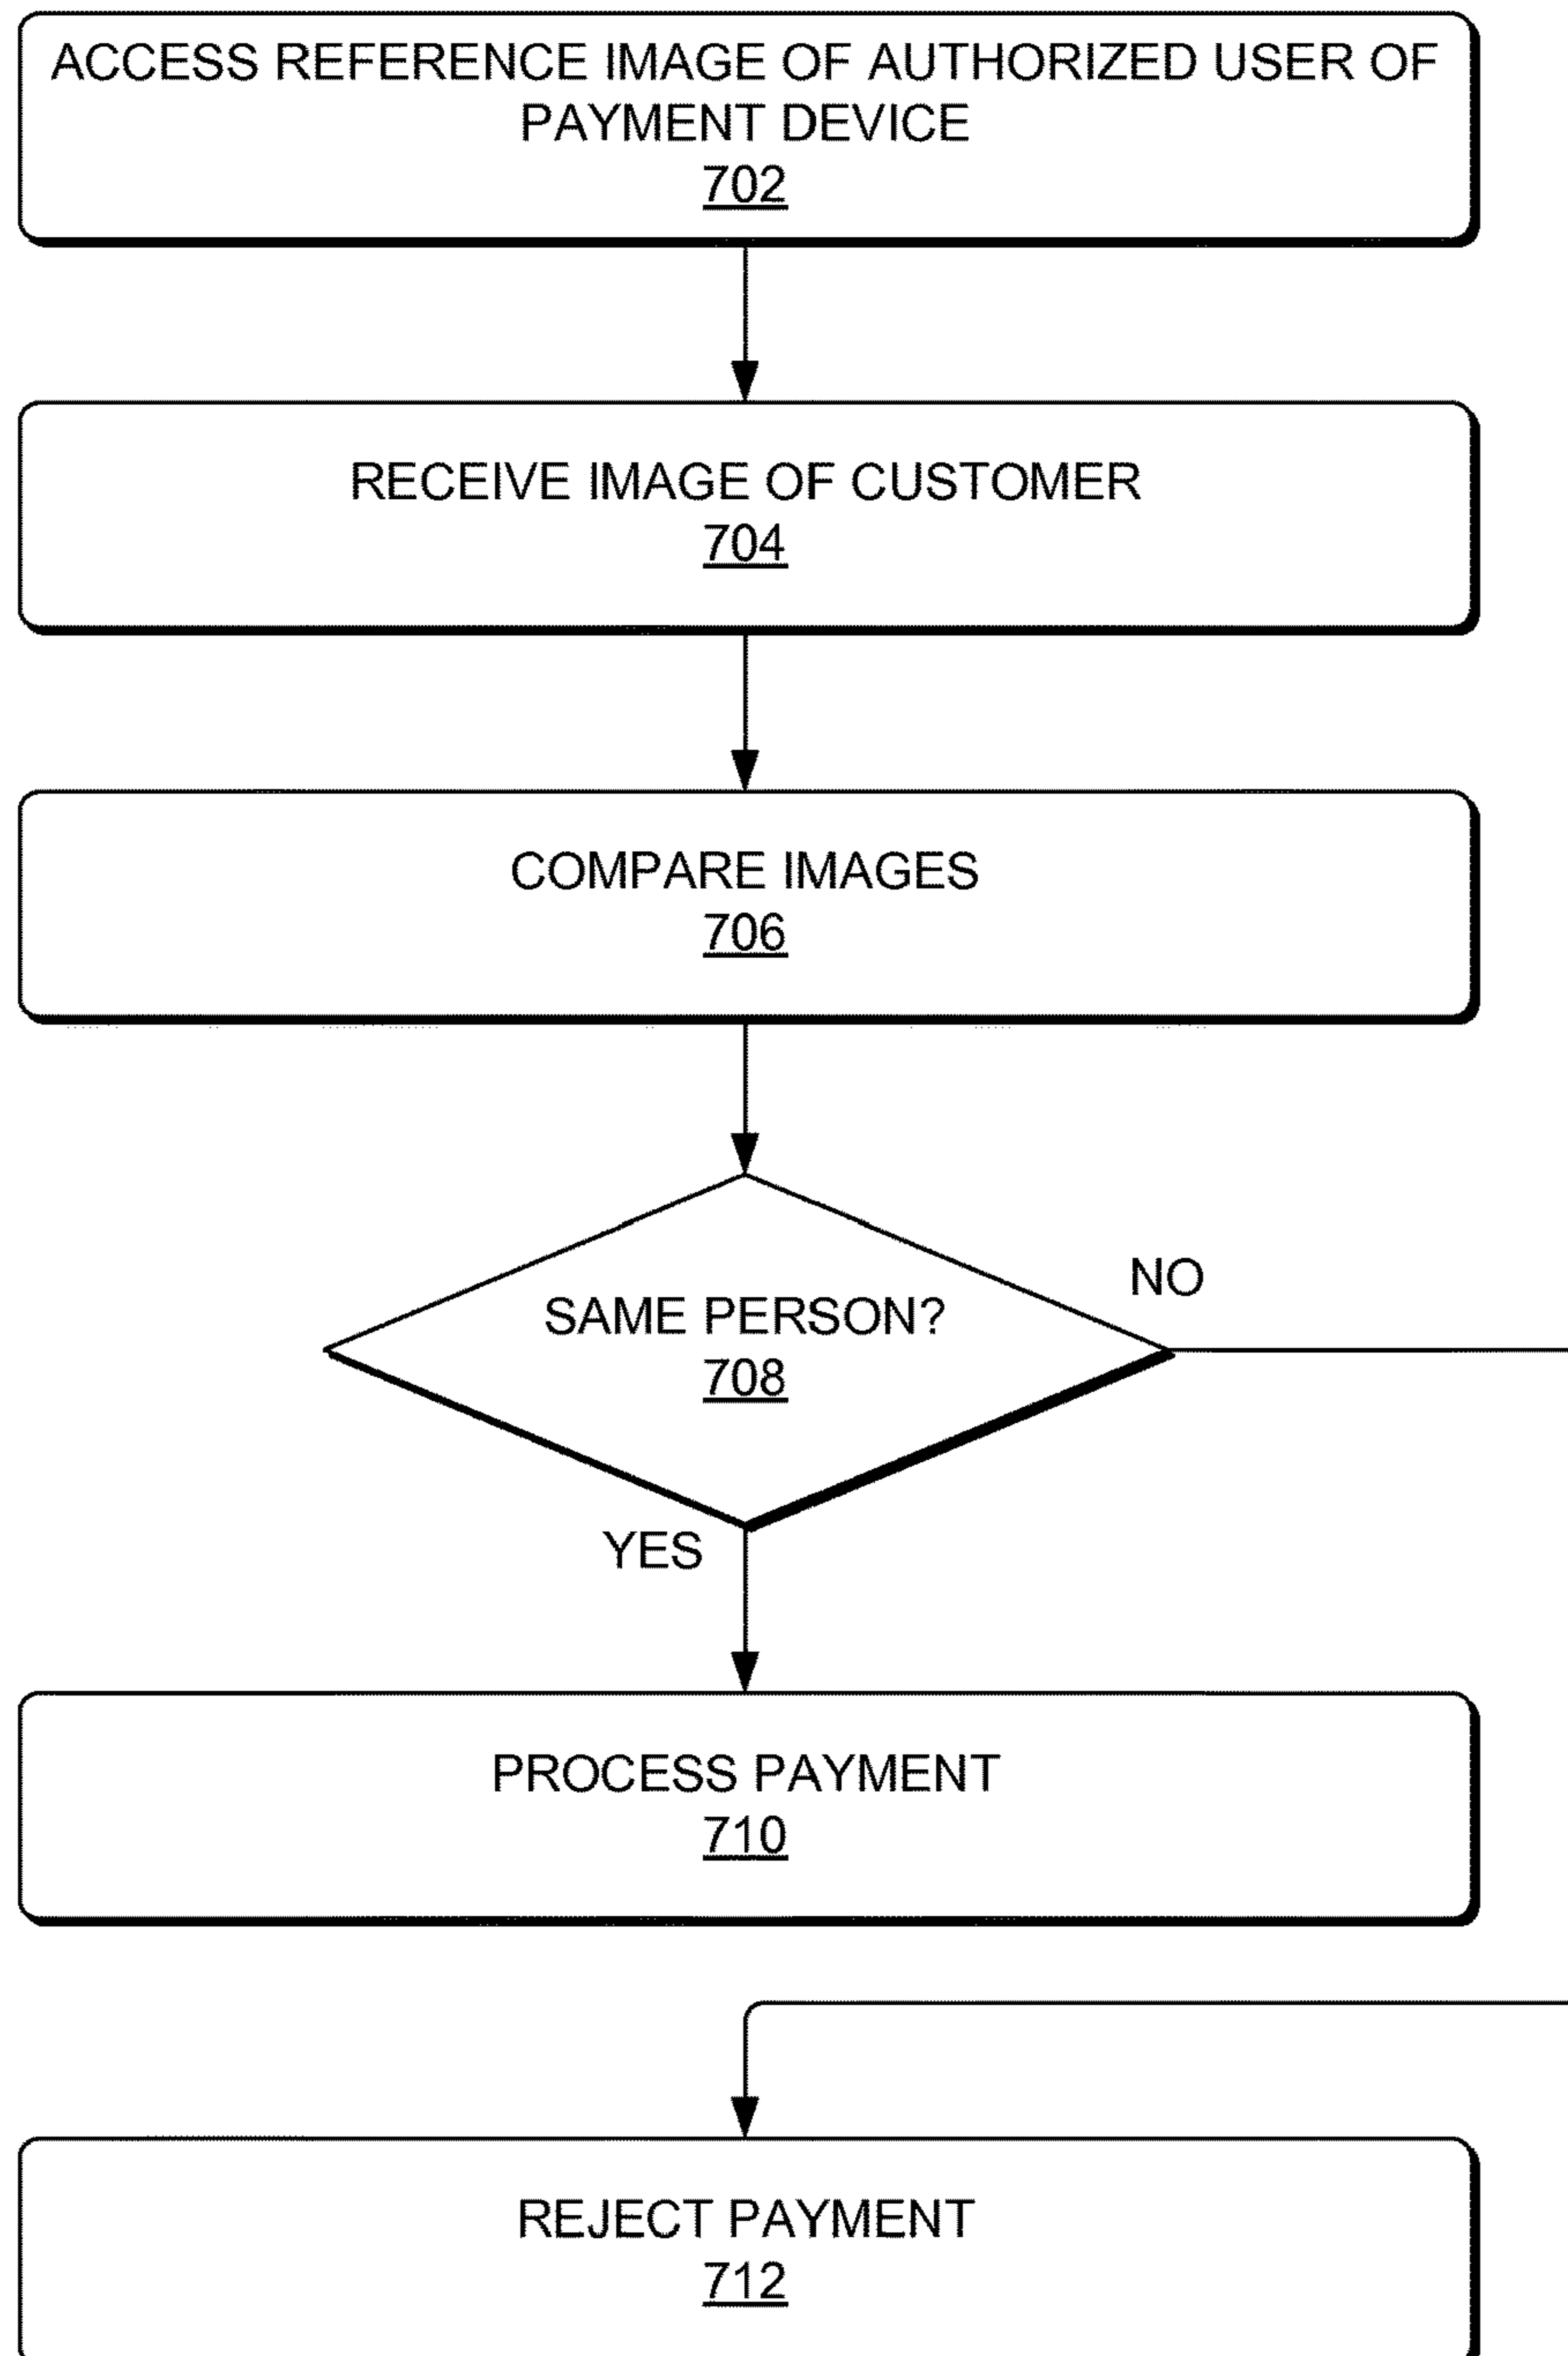 ACCESS REFERENCE IMAGE OF AUTHORIZED USER OF
PAYMENT DEVICE
702
RECEIVE IMAGE OF CUSTOMER
704
COMPARE IMAGES
706
SAME PERSON?
708
NO
YES
PROCESS PAYMENT
710
REJECT PAYMENT
712